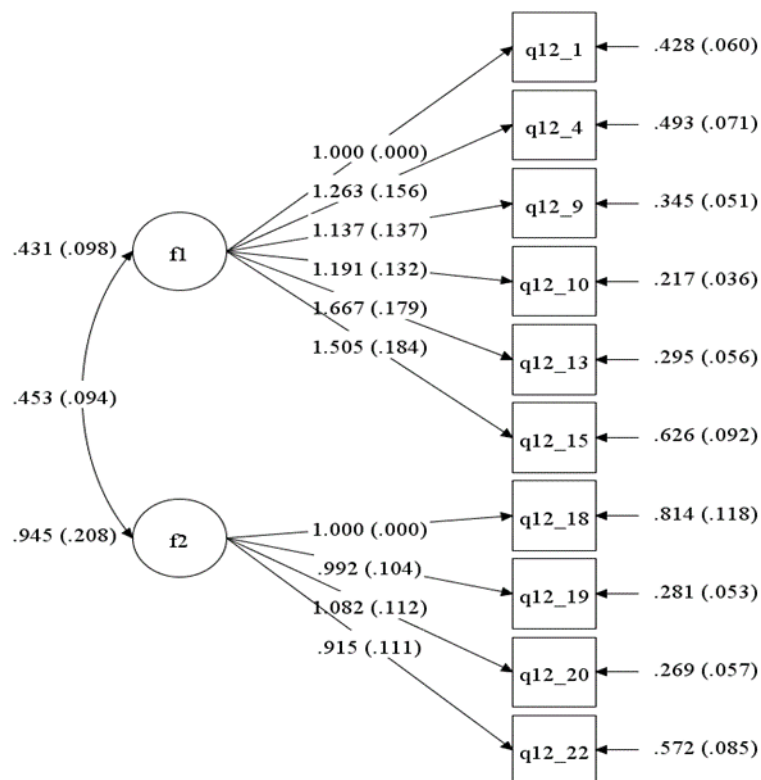 q12_1
.428 (.060)
q12_4
.493 (.071)
1.000 (.000)
1.263 (.156)
q12_9
.345 (.051)
1.137 (.137)
.431 (.098)
f1
1.191 (.132)
q12_10
.217 (.036)
1.667 (.179)
1.505 (.184)
q12_13
.295 (.056)
.453 (.094)
q12_15
.626 (.092)
q12_18
.814 (.118)
1.000 (.000)
.945 (.208)
f2
.992 (.104)
q12_19
.281 (.053)
1.082 (.112)
.915 (.111)
q12_20
.269 (.057)
q12_22
.572 (.085)